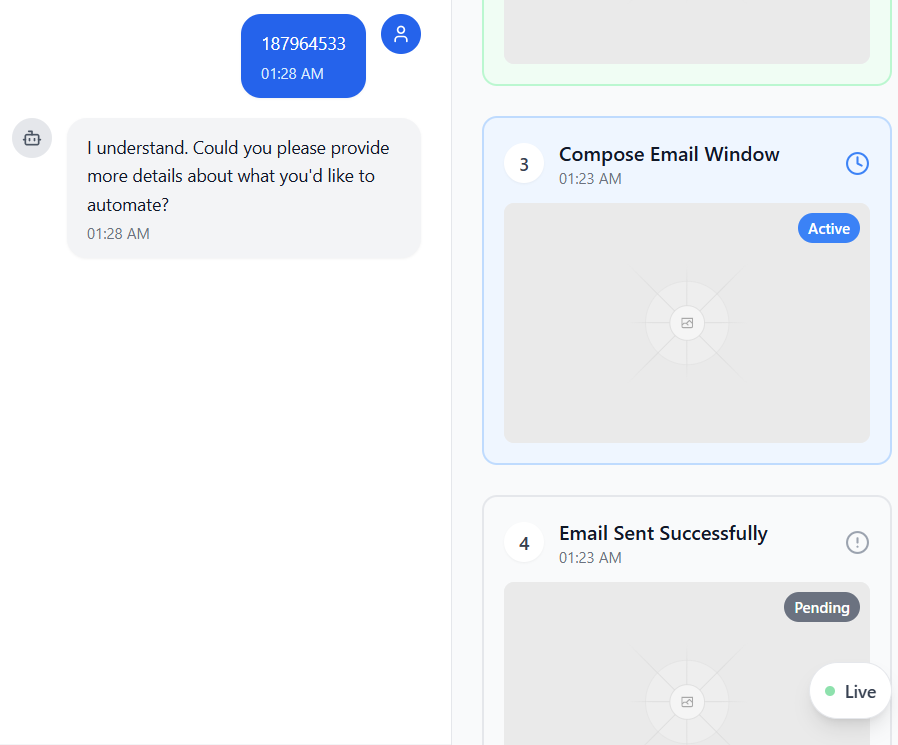 187964533
01:28 AM
I understand. Could you please provide
more details about what you'd like to
automate?
01:28 AM
3
Compose Email Window
01:23 AM
Active
4
Email Sent Successfully
01:23 AM
Pending
Live